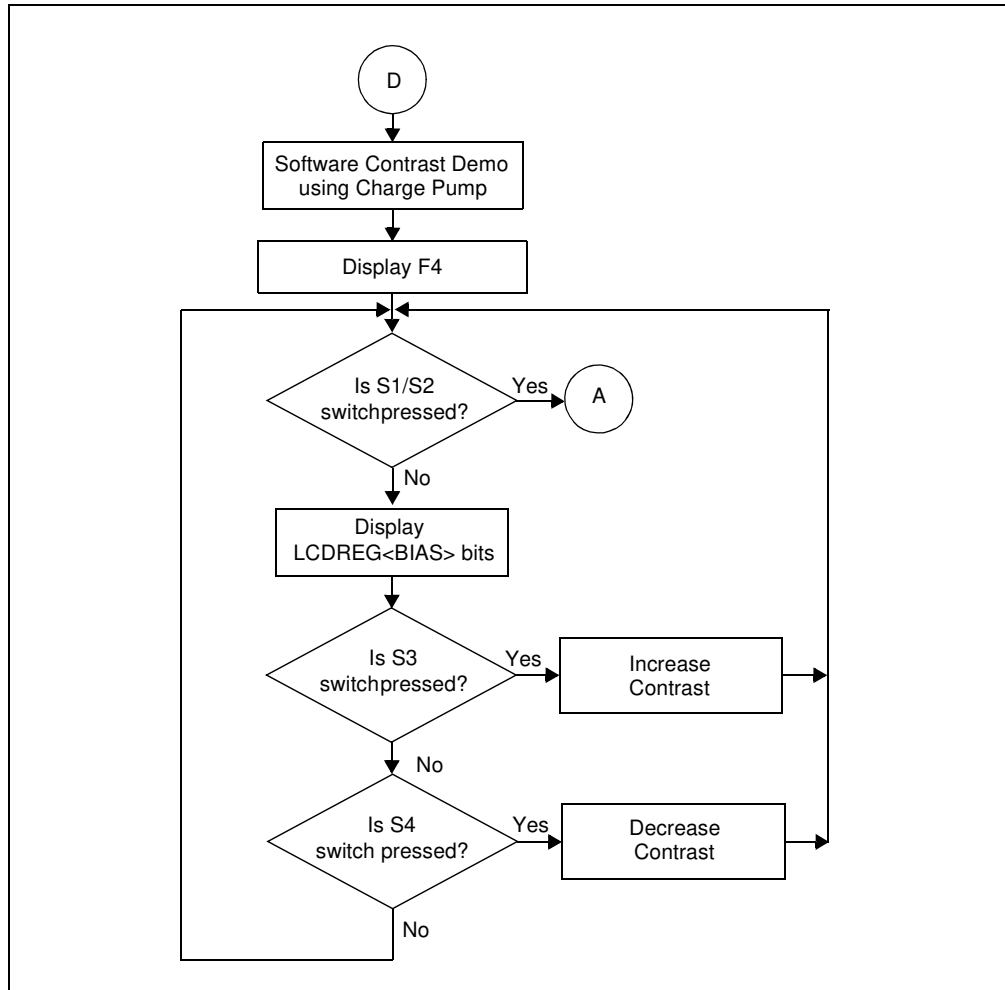 D
Software Contrast Demo
using Charge Pump
Display F4
Is S1/S2
switchpressed?
Yes
A
No
Display
LCDREG<BIAS> bits
Is S3
switchpressed?
Yes
Increase
Contrast
No
Is S4
switch pressed?
Yes
Decrease
Contrast
No